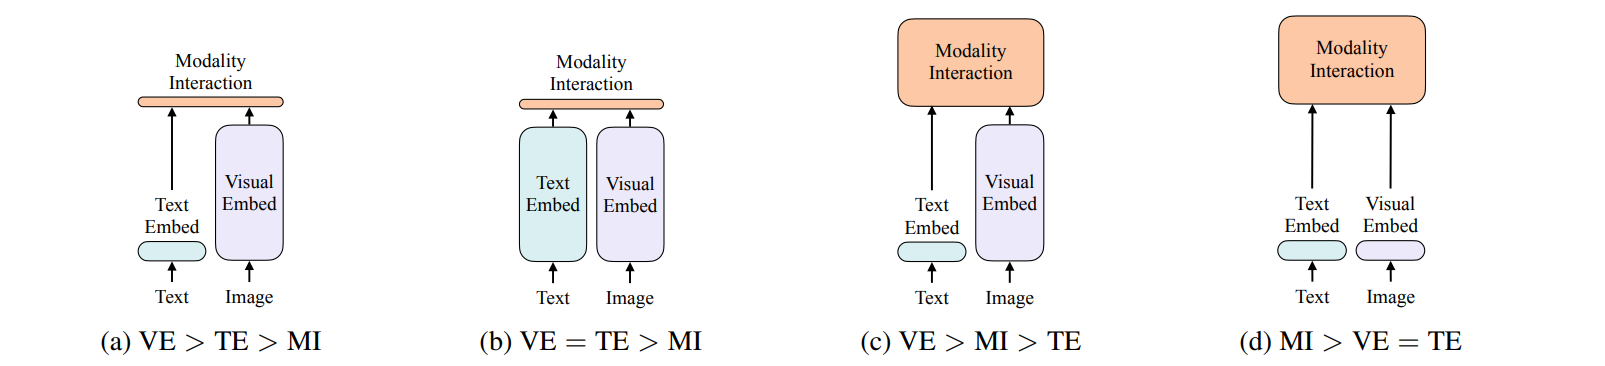 Modality
Interaction
Text
Embed
Visual
Embed
Text
Image
(a) VE > TE > MI
Modality
Interaction
Text
Embed
Visual
Embed
Text
Image
(b) VE = TE > MI
Modality
Interaction
Text
Embed
Visual
Embed
Text
Image
(c) VE > MI > TE
Modality
Interaction
Text
Embed
Visual
Embed
Text
Image
(d) MI > VE = TE